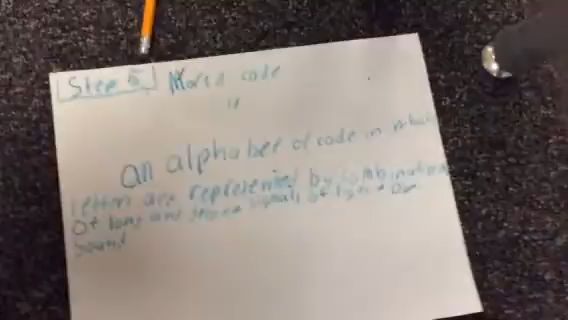 Step 5 Morse code
is
an alphabet or code in which
letters are represented by combinations
Of long and short signals of light or
Sound